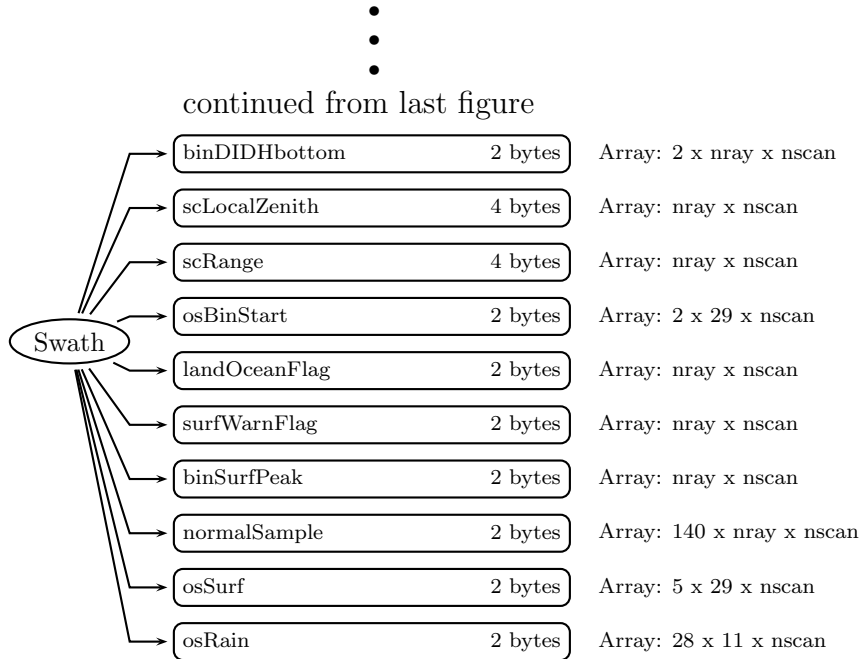 continued from last figure
binDIDHbottom 2 bytes Array: 2 x nray x nscan
scLocalZenith 4 bytes Array: nray x nscan
scRange 4 bytes Array: nray x nscan
osBinStart 2 bytes Array: 2 x 29 x nscan
Swath
landOceanFlag 2 bytes Array: nray x nscan
surfWarnFlag 2 bytes Array: nray x nscan
binSurfPeak 2 bytes Array: nray x nscan
normalSample 2 bytes Array: 140 x nray x nscan
osSurf 2 bytes Array: 5 x 29 x nscan
osRain 2 bytes Array: 28 x 11 x nscan